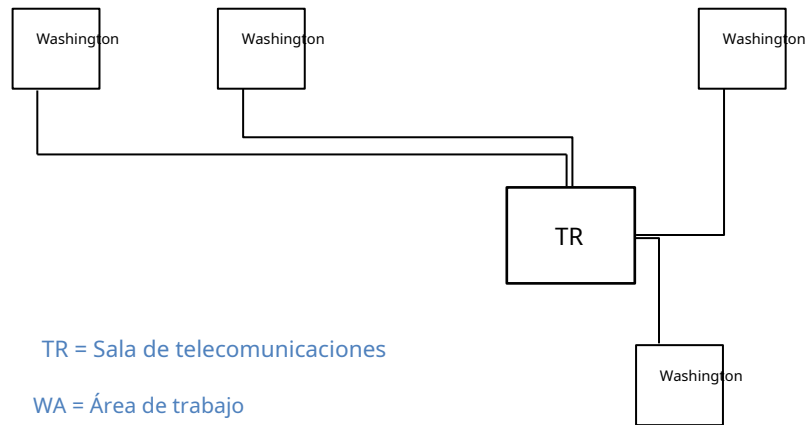 Washington
Washington
Washington
TR
TR = Sala de telecomunicaciones
Washington
WA = Área de trabajo